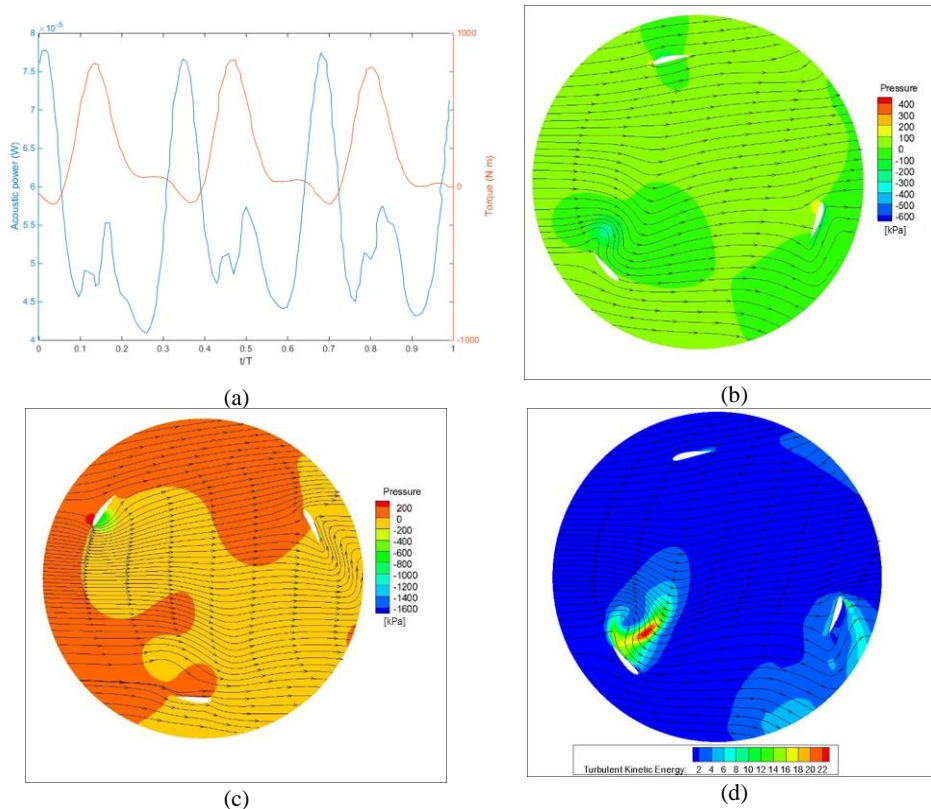 ×10⁻⁵
8
7.5
7
6.5
6
5.5
5
4.5
4
Acoustic power (W)
1000
0
-1000
Torque (N m)
0 0.1 0.2 0.3 0.4 0.5 0.6 0.7 0.8 0.9 1
t/T
(a)
Pressure
400
300
200
100
0
-100
-200
-300
-400
-500
-600
[kPa]
(b)
Pressure
200
0
-200
-400
-600
-800
-1000
-1200
-1400
-1600
[kPa]
(c)
Turbulent Kinetic Energy: 2 4 6 8 10 12 14 16 18 20 22
(d)